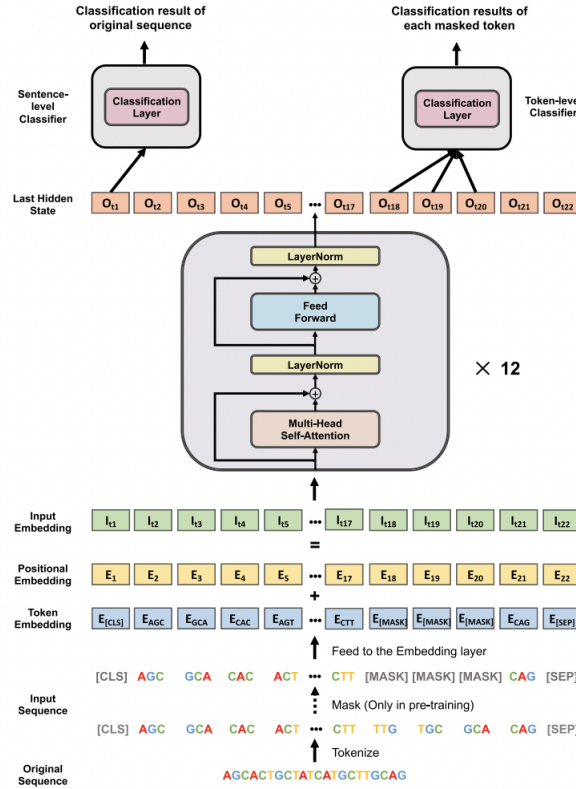 Classification result of
original sequence
Classification results of
each masked token
Sentence-
level
Classifier
Classification
Layer
Classification
Layer
Token-leve
Classifier
Last Hidden
State
Ot1 Ot2 Ot3 Ot4 Ot5 ••• Ot17 Ot18 Ot19 Ot20 Ot21 Ot22
LayerNorm
+
Feed
Forward
LayerNorm
+
Multi-Head
Self-Attention
× 12
Input
Embedding
It1 It2 It3 It4 It5 ••• It17 It18 It19 It20 It21 It22
=
Positional
Embedding
E1 E2 E3 E4 E5 ••• E17 E18 E19 E20 E21 E22
+
Token
Embedding
E[CLS] EAGC EGCA ECAC EAGT ••• ECTT E[MASK] E[MASK] E[MASK] ECAG E[SEP]
Feed to the Embedding layer
[CLS] AGC GCA CAC ACT ••• CTT [MASK] [MASK] [MASK] CAG [SEP]
Input
Sequence
Mask (Only in pre-training)
[CLS] AGC GCA CAC ACT ••• CTT TTG TGC GCA CAG [SEP]
Tokenize
Original
Sequence
AGCACTGCTATCATGCTTGCAG